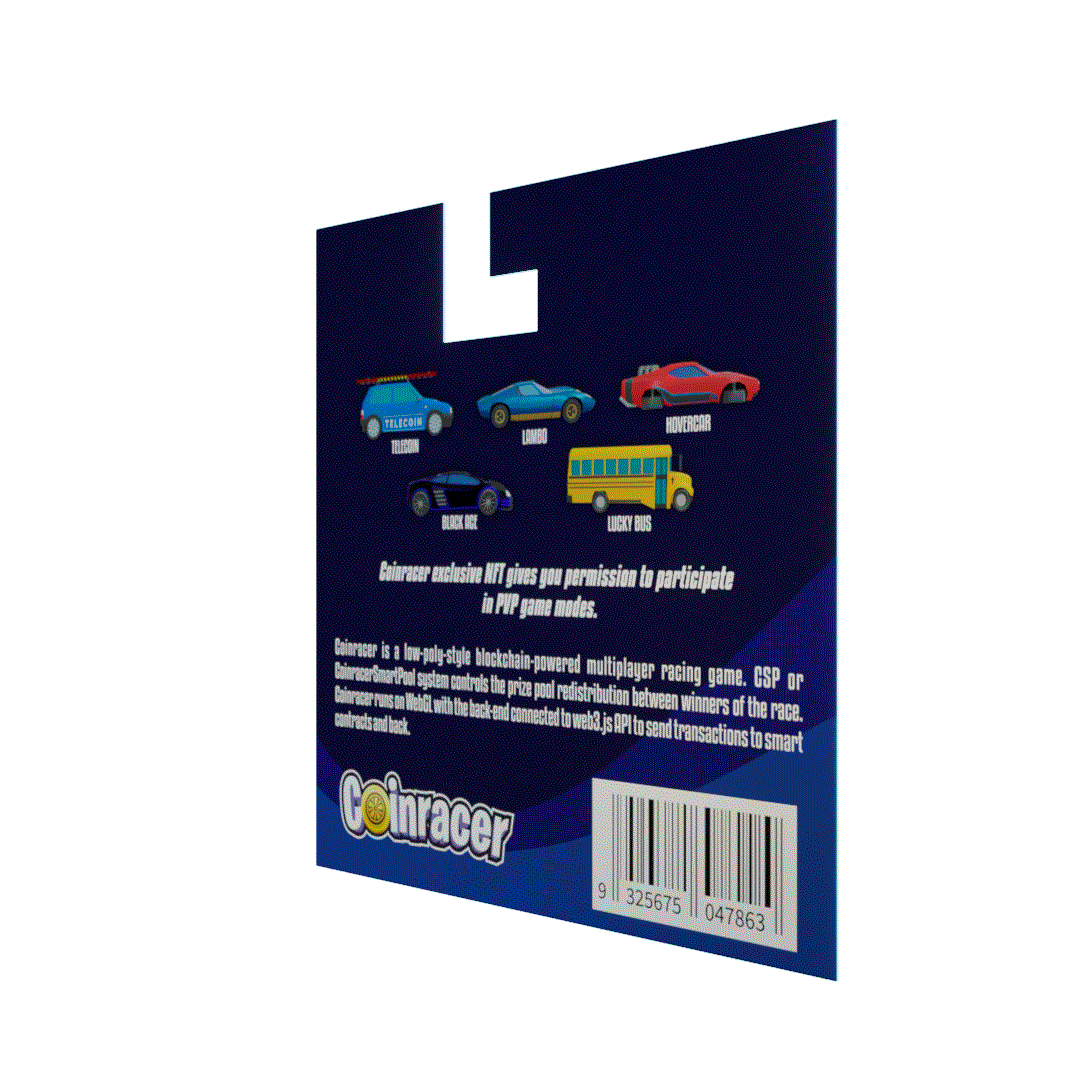 TELECOIN
TELECOIN
LAMBO
HOVERCAR
BLACK ACE
LUCKY BUS
Coinracer exclusive NFT gives you permission to participate
in PVP game modes.
Coinracer is a low-poly-style blockchain-powered multiplayer racing game. CSP or
CoinracerSmartPool system controls the prize pool redistribution between winners of the race.
Coinracer runs on WebGL with the back-end connected to web3.js API to send transactions to smart
contracts and back.
Coinracer
9 325675 047863